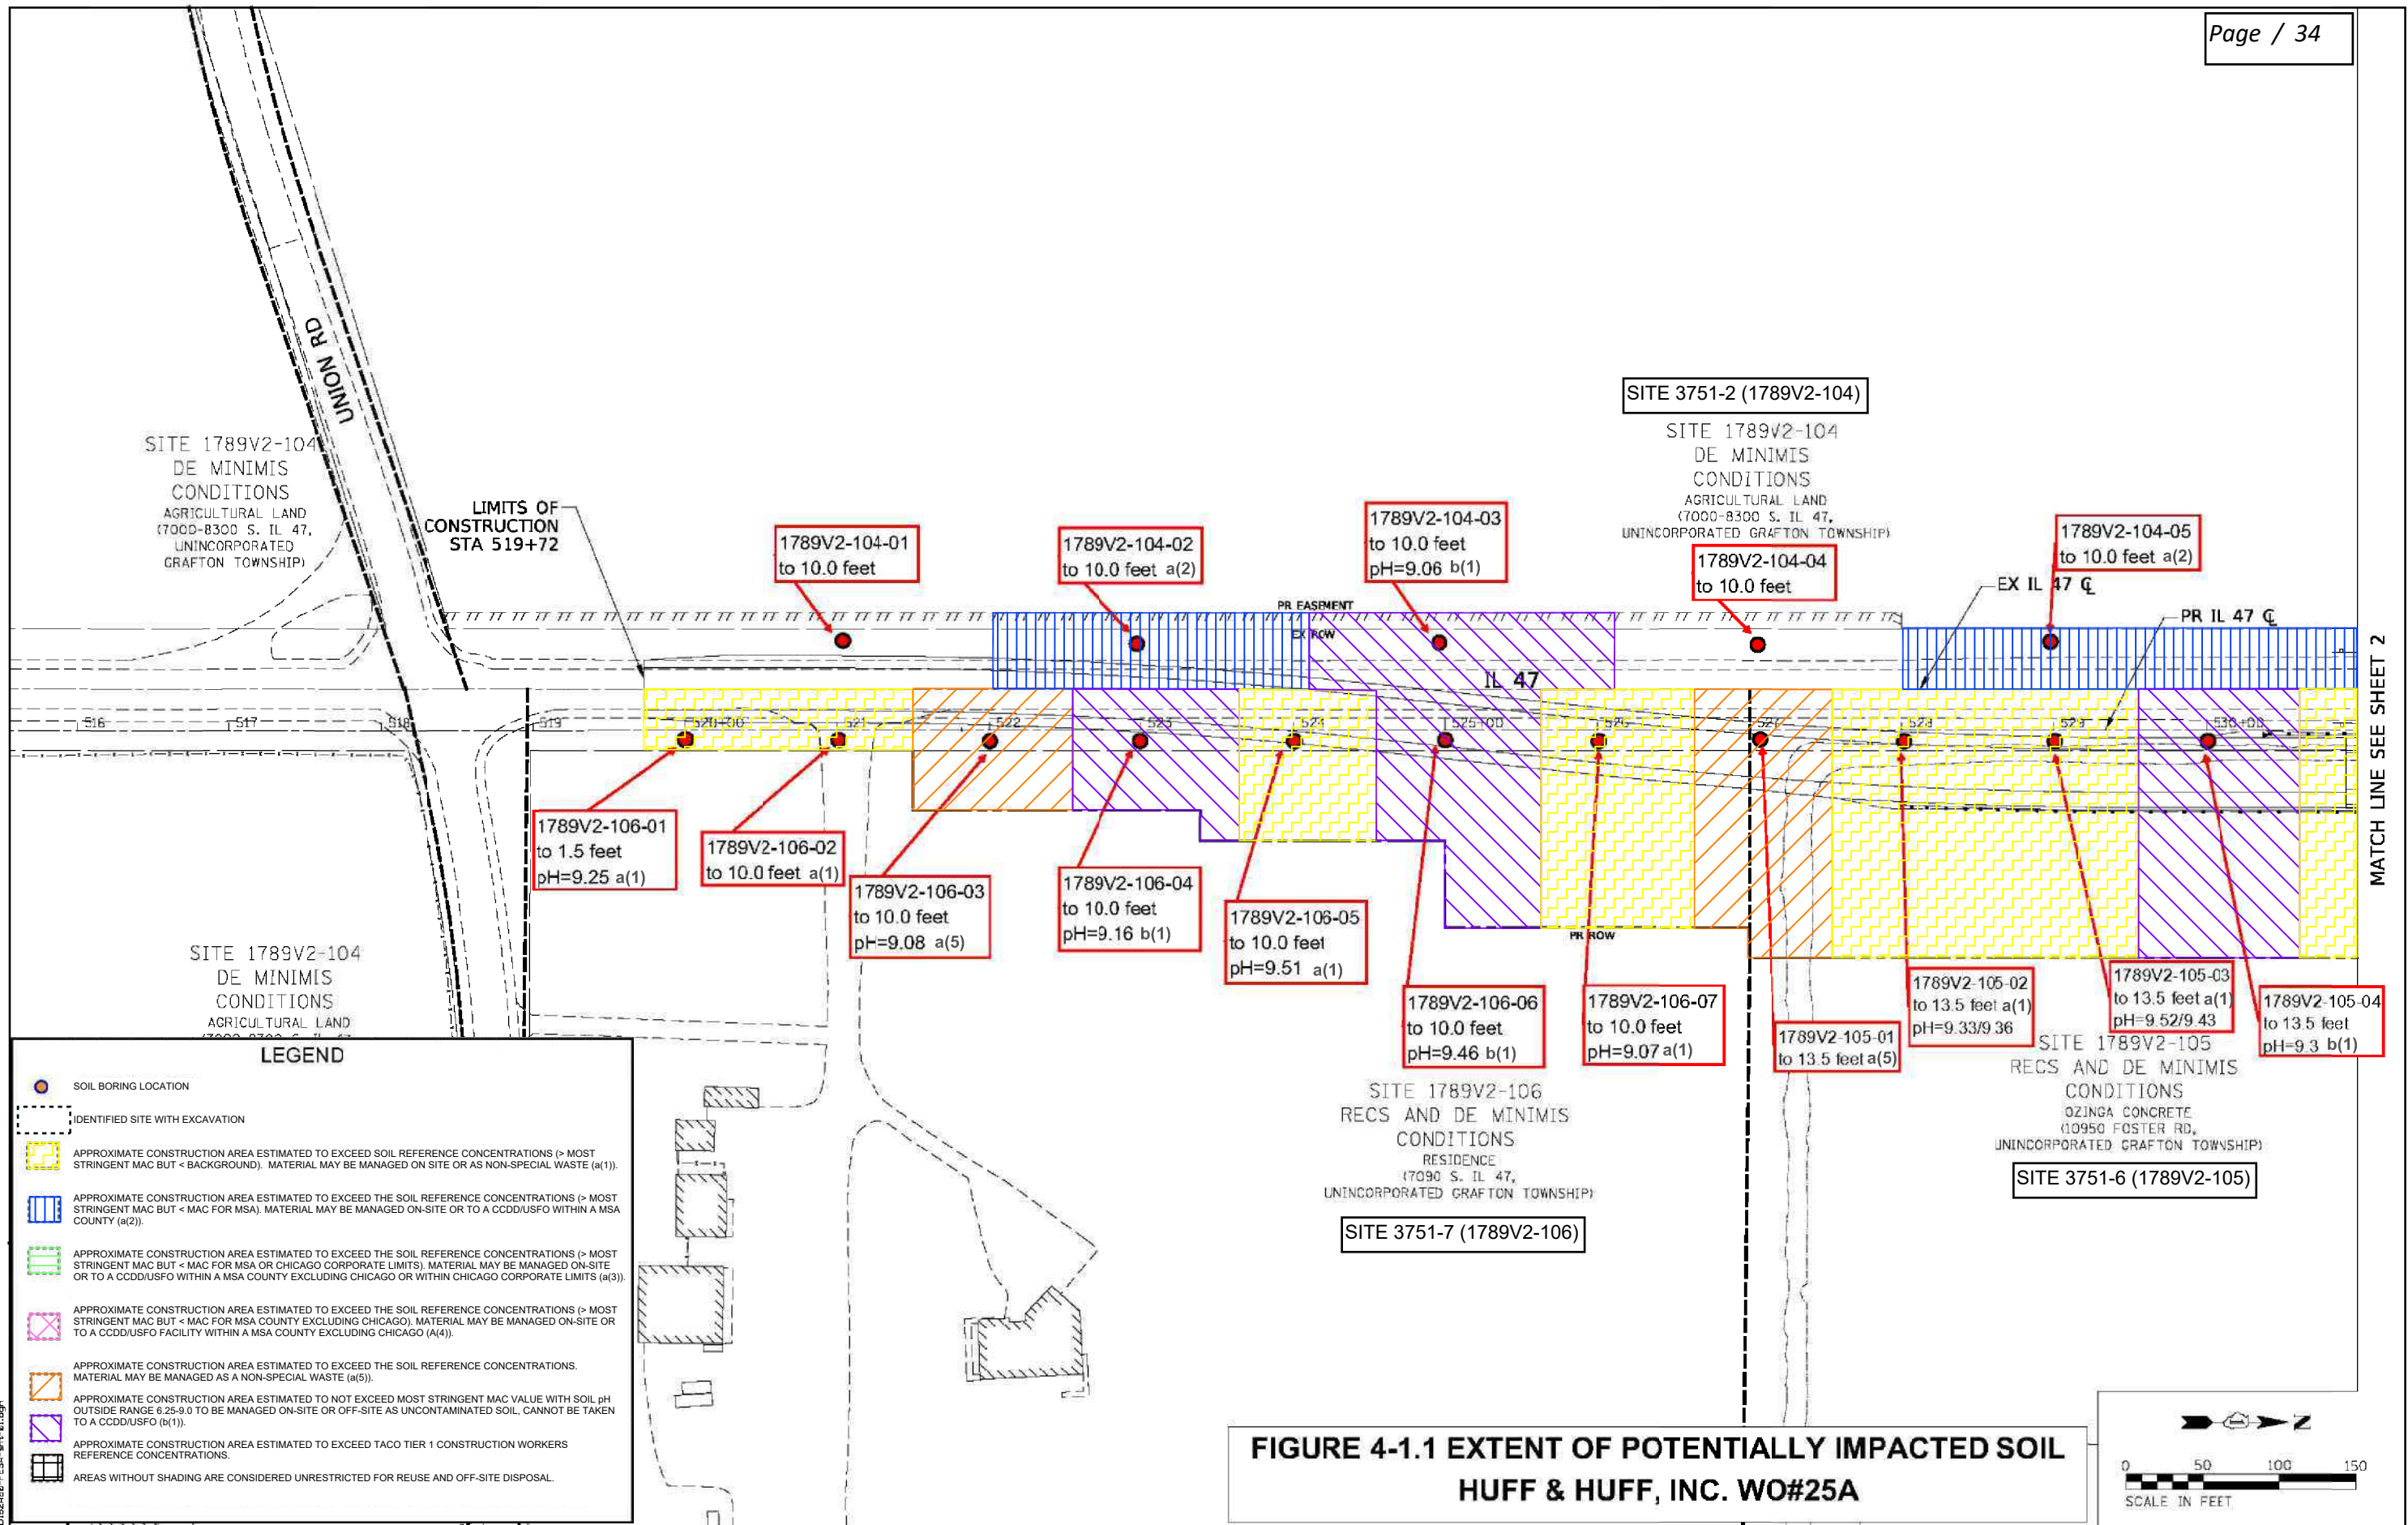 Page / 34
UNION RD
SITE 1789V2-104
DE MINIMIS
CONDITIONS
AGRICULTURAL LAND
(7000-8300 S. IL 47,
UNINCORPORATED
GRAFTON TOWNSHIP)
LIMITS OF
CONSTRUCTION
STA 519+72
1789V2-104-01
to 10.0 feet
1789V2-104-02
to 10.0 feet a(2)
1789V2-104-03
to 10.0 feet
pH=9.06 b(1)
SITE 3751-2 (1789V2-104)
SITE 1789V2-104
DE MINIMIS
CONDITIONS
AGRICULTURAL LAND
(7000-8300 S. IL 47,
UNINCORPORATED GRAFTON TOWNSHIP)
1789V2-104-04
to 10.0 feet
1789V2-104-05
to 10.0 feet a(2)
EX IL 47 ℄
PR IL 47 ℄
PR EASEMENT
EX ROW
IL 47
MATCH LINE SEE SHEET 2
516
517
518
519
520+00
521
522
523
524
525+00
526
527
528
529
530+00
1789V2-106-01
to 1.5 feet
pH=9.25 a(1)
1789V2-106-02
to 10.0 feet a(1)
1789V2-106-03
to 10.0 feet
pH=9.08 a(5)
1789V2-106-04
to 10.0 feet
pH=9.16 b(1)
1789V2-106-05
to 10.0 feet
pH=9.51 a(1)
1789V2-106-06
to 10.0 feet
pH=9.46 b(1)
PR ROW
1789V2-106-07
to 10.0 feet
pH=9.07 a(1)
1789V2-105-01
to 13.5 feet a(5)
1789V2-105-02
to 13.5 feet a(1)
pH=9.33/9.36
1789V2-105-03
to 13.5 feet a(1)
pH=9.52/9.43
1789V2-105-04
to 13.5 feet
pH=9.3 b(1)
SITE 1789V2-104
DE MINIMIS
CONDITIONS
AGRICULTURAL LAND
SITE 1789V2-106
RECS AND DE MINIMIS
CONDITIONS
RESIDENCE
(7090 S. IL 47,
UNINCORPORATED GRAFTON TOWNSHIP)
SITE 3751-7 (1789V2-106)
SITE 1789V2-105
RECS AND DE MINIMIS
CONDITIONS
OZINGA CONCRETE
(10950 FOSTER RD,
UNINCORPORATED GRAFTON TOWNSHIP)
SITE 3751-6 (1789V2-105)
LEGEND
SOIL BORING LOCATION
IDENTIFIED SITE WITH EXCAVATION
APPROXIMATE CONSTRUCTION AREA ESTIMATED TO EXCEED SOIL REFERENCE CONCENTRATIONS (> MOST
STRINGENT MAC BUT < BACKGROUND). MATERIAL MAY BE MANAGED ON SITE OR AS NON-SPECIAL WASTE (a(1)).
APPROXIMATE CONSTRUCTION AREA ESTIMATED TO EXCEED THE SOIL REFERENCE CONCENTRATIONS (> MOST
STRINGENT MAC BUT < MAC FOR MSA). MATERIAL MAY BE MANAGED ON-SITE OR TO A CCDD/USFO WITHIN A MSA
COUNTY (a(2)).
APPROXIMATE CONSTRUCTION AREA ESTIMATED TO EXCEED THE SOIL REFERENCE CONCENTRATIONS (> MOST
STRINGENT MAC BUT < MAC FOR MSA OR CHICAGO CORPORATE LIMITS). MATERIAL MAY BE MANAGED ON-SITE
OR TO A CCDD/USFO WITHIN A MSA COUNTY EXCLUDING CHICAGO OR WITHIN CHICAGO CORPORATE LIMITS (a(3)).
APPROXIMATE CONSTRUCTION AREA ESTIMATED TO EXCEED THE SOIL REFERENCE CONCENTRATIONS (> MOST
STRINGENT MAC BUT < MAC FOR MSA COUNTY EXCLUDING CHICAGO). MATERIAL MAY BE MANAGED ON-SITE OR
TO A CCDD/USFO FACILITY WITHIN A MSA COUNTY EXCLUDING CHICAGO (A(4)).
APPROXIMATE CONSTRUCTION AREA ESTIMATED TO EXCEED THE SOIL REFERENCE CONCENTRATIONS.
MATERIAL MAY BE MANAGED AS A NON-SPECIAL WASTE (a(5)).
APPROXIMATE CONSTRUCTION AREA ESTIMATED TO NOT EXCEED MOST STRINGENT MAC VALUE WITH SOIL pH
OUTSIDE RANGE 6.25-9.0 TO BE MANAGED ON-SITE OR OFF-SITE AS UNCONTAMINATED SOIL, CANNOT BE TAKEN
TO A CCDD/USFO (b(1)).
APPROXIMATE CONSTRUCTION AREA ESTIMATED TO EXCEED TACO TIER 1 CONSTRUCTION WORKERS
REFERENCE CONCENTRATIONS.
AREAS WITHOUT SHADING ARE CONSIDERED UNRESTRICTED FOR REUSE AND OFF-SITE DISPOSAL.
FIGURE 4-1.1 EXTENT OF POTENTIALLY IMPACTED SOIL
HUFF & HUFF, INC. WO#25A
Z
0 50 100 150
SCALE IN FEET